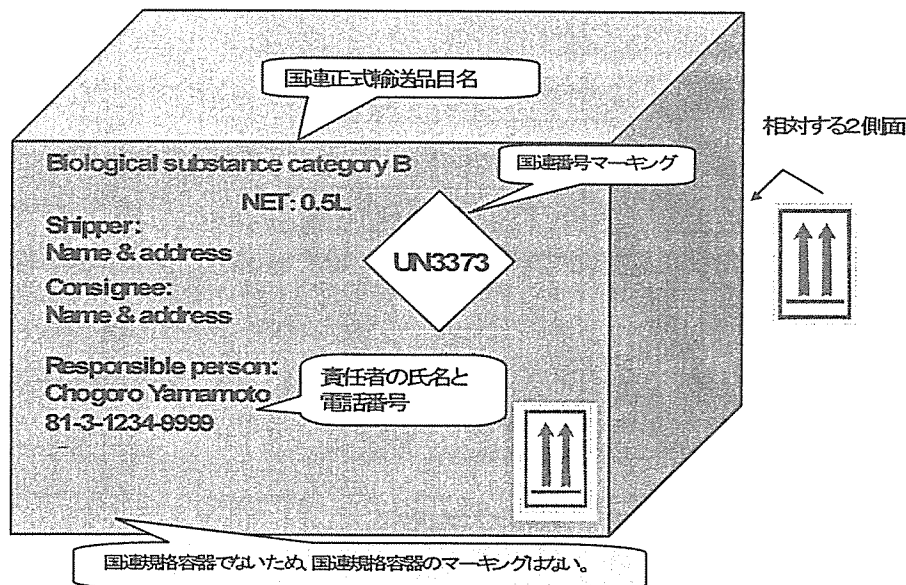 国連正式輸送品目名
相対する2側面
Biological substance category B
国連番号マーキング
NET: 0.5L
Shipper:
Name & address
UN3373
Consignee:
Name & address
Responsible person:
Chogoro Yamamoto
81-3-1234-9999
責任者の氏名と
電話番号
国連規格容器でないため、国連規格容器のマーキングはない。